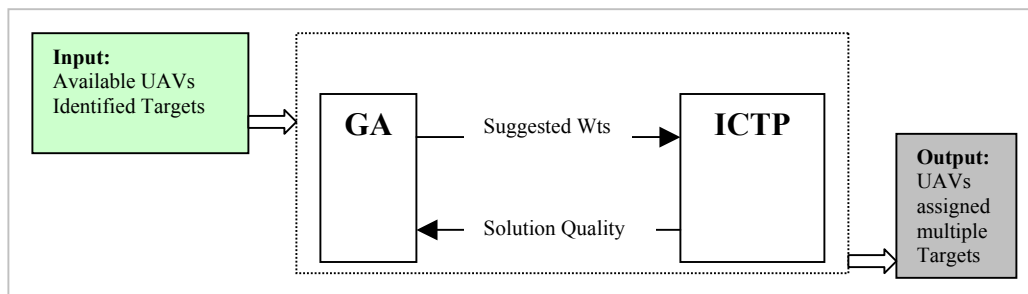 Input:
Available UAVs
Identified Targets
GA
Suggested Wts
ICTP
Solution Quality
Output:
UAVs
assigned
multiple
Targets